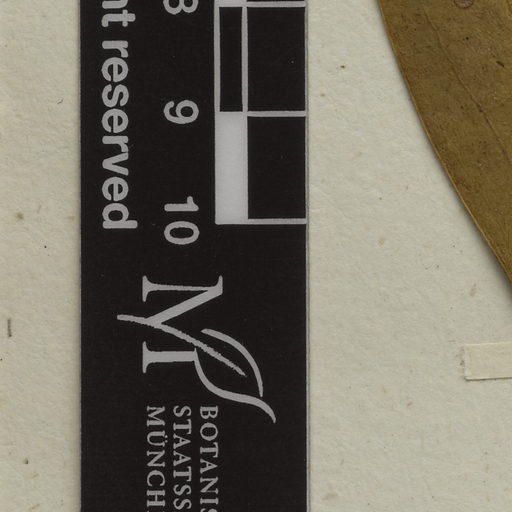 nt reserved
8
9
10
M
BOTANIS
STAATSS
MÜNCH